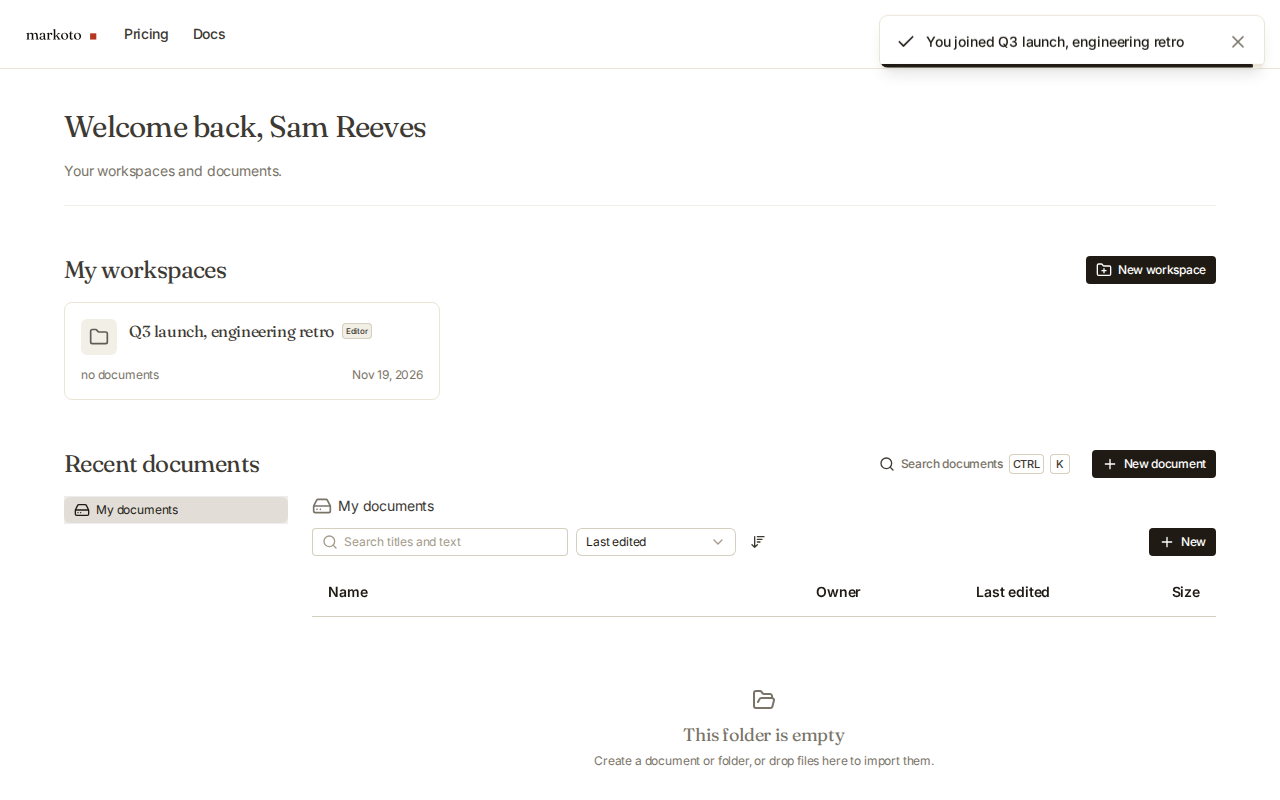 markoto
Pricing
Docs
You joined Q3 launch, engineering retro
Welcome back, Sam Reeves
Your workspaces and documents.
My workspaces
New workspace
Q3 launch, engineering retro
Editor
no documents
Nov 19, 2026
Recent documents
Search documents
CTRL
K
New document
My documents
My documents
Search titles and text
Last edited
New
Name
Owner
Last edited
Size
This folder is empty
Create a document or folder, or drop files here to import them.